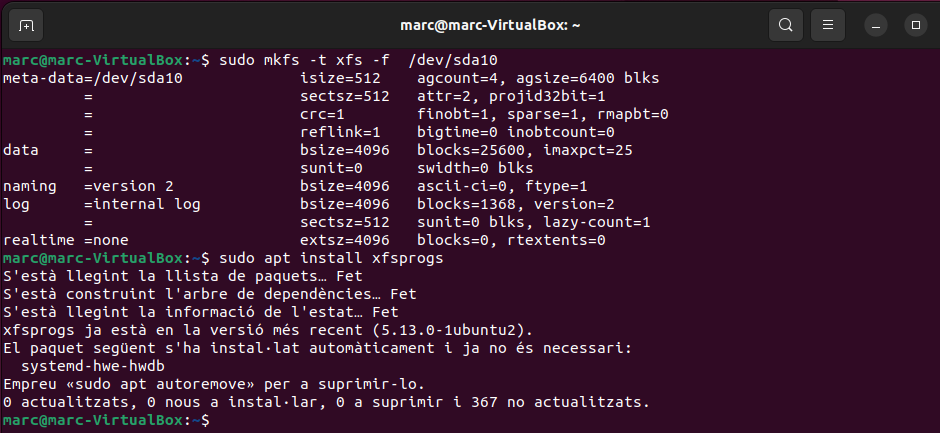 marc@marc-VirtualBox: ~
marc@marc-VirtualBox:~$ sudo mkfs -t xfs -f  /dev/sda10
meta-data=/dev/sda10             isize=512    agcount=4, agsize=6400 blks
         =                       sectsz=512   attr=2, projid32bit=1
         =                       crc=1        finobt=1, sparse=1, rmapbt=0
         =                       reflink=1    bigtime=0 inobtcount=0
data     =                       bsize=4096   blocks=25600, imaxpct=25
         =                       sunit=0      swidth=0 blks
naming   =version 2              bsize=4096   ascii-ci=0, ftype=1
log      =internal log           bsize=4096   blocks=1368, version=2
         =                       sectsz=512   sunit=0 blks, lazy-count=1
realtime =none                   extsz=4096   blocks=0, rtextents=0
marc@marc-VirtualBox:~$ sudo apt install xfsprogs
S'està llegint la llista de paquets… Fet
S'està construint l'arbre de dependències… Fet
S'està llegint la informació de l'estat… Fet
xfsprogs ja està en la versió més recent (5.13.0-1ubuntu2).
El paquet següent s'ha instal·lat automàticament i ja no és necessari:
  systemd-hwe-hwdb
Empreu «sudo apt autoremove» per a suprimir-lo.
0 actualitzats, 0 nous a instal·lar, 0 a suprimir i 367 no actualitzats.
marc@marc-VirtualBox:~$